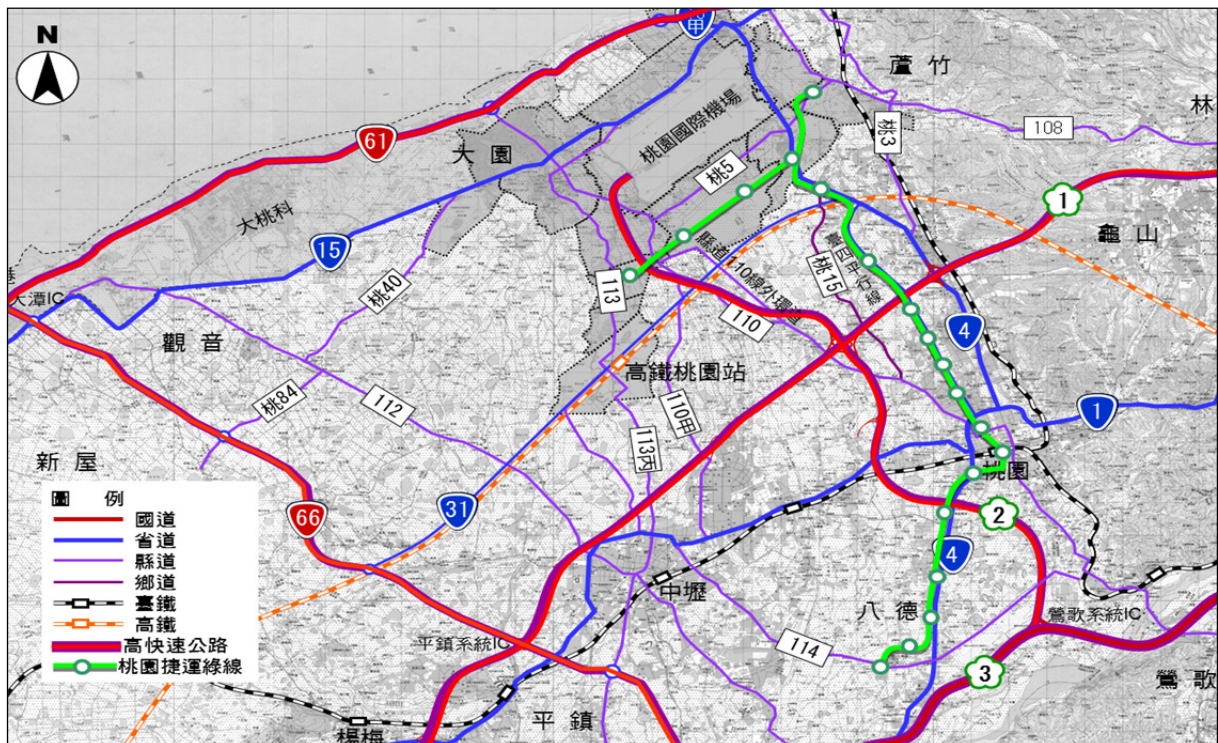 N
甲
蘆竹
林
61
大園
桃園國際機場
桃5
桃3
108
1
大桃科
龜山
15
桃40
113
縣道110線外環道
桃15
110
4
大潭IC
觀音
高鐵桃園站
桃84
112
110甲
113丙
1
新屋
桃園
66
31
2
4
中壢
八德
鶯歌系統IC
平鎮系統IC
114
3
鶯歌
平鎮
楊梅
圖 例
國道
省道
縣道
鄉道
臺鐵
高鐵
高快速公路
桃園捷運綠線